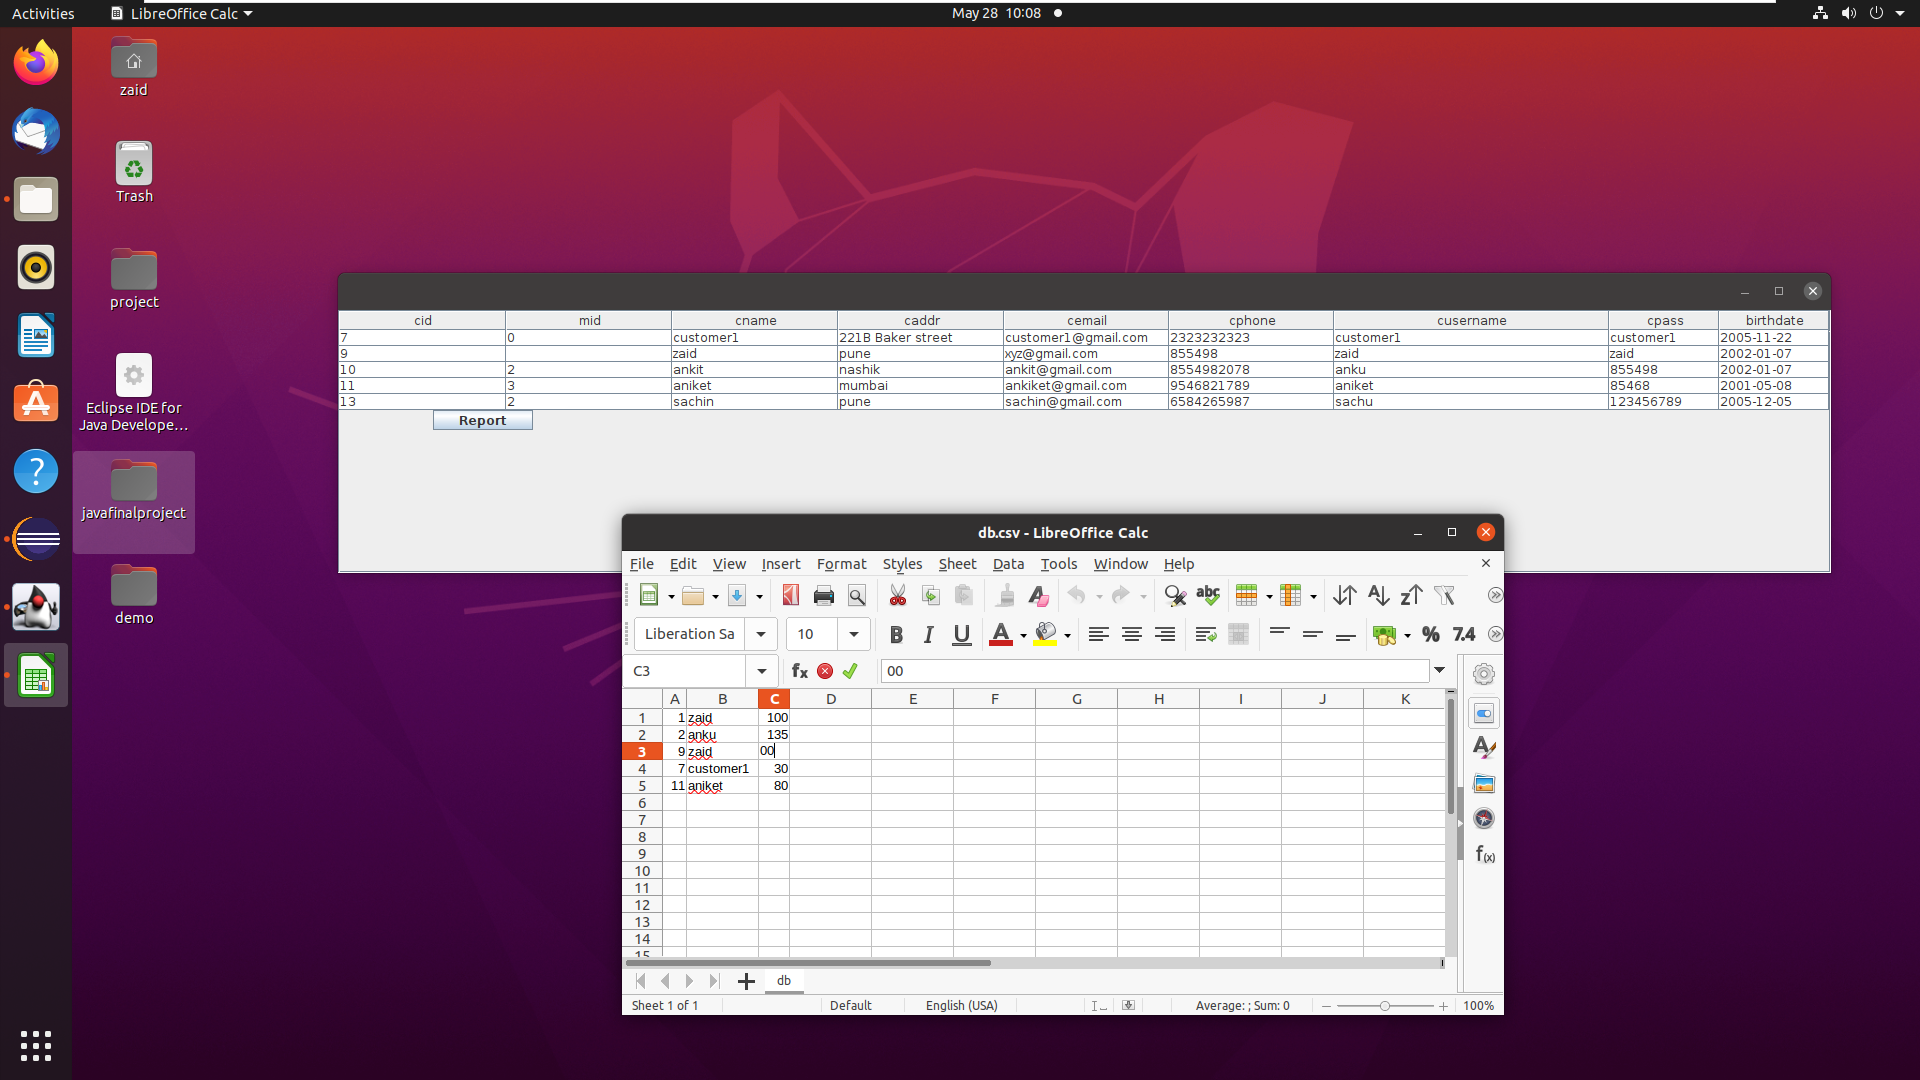 Activities LibreOffice Calc May 28 10:08
zaid
Trash
project
Eclipse IDE for
Java Develope...
javafinalproject
demo
cid mid cname caddr cemail cphone cusername cpass birthdate
7 0 customer1 221B Baker street customer1@gmail.com 2323232323 customer1 customer1 2005-11-22
9 zaid pune xyz@gmail.com 855498 zaid zaid 2002-01-07
10 2 ankit nashik ankit@gmail.com 8554982078 anku 855498 2002-01-07
11 3 aniket mumbai ankiket@gmail.com 9546821789 aniket 85468 2001-05-08
13 2 sachin pune sachin@gmail.com 6584265987 sachu 123456789 2005-12-05
Report
db.csv - LibreOffice Calc
File Edit View Insert Format Styles Sheet Data Tools Window Help
abc
Liberation Sa 10 B I U A % 7.4
C3 fx 00
A B C D E F G H I J K
1 1 zaid 100
2 2 anku 135
3 9 zaid 00
4 7 customer1 30
5 11 aniket 80
6
7
8
9
10
11
12
13
14
15
db
Sheet 1 of 1 Default English (USA) Average: ; Sum: 0 100%